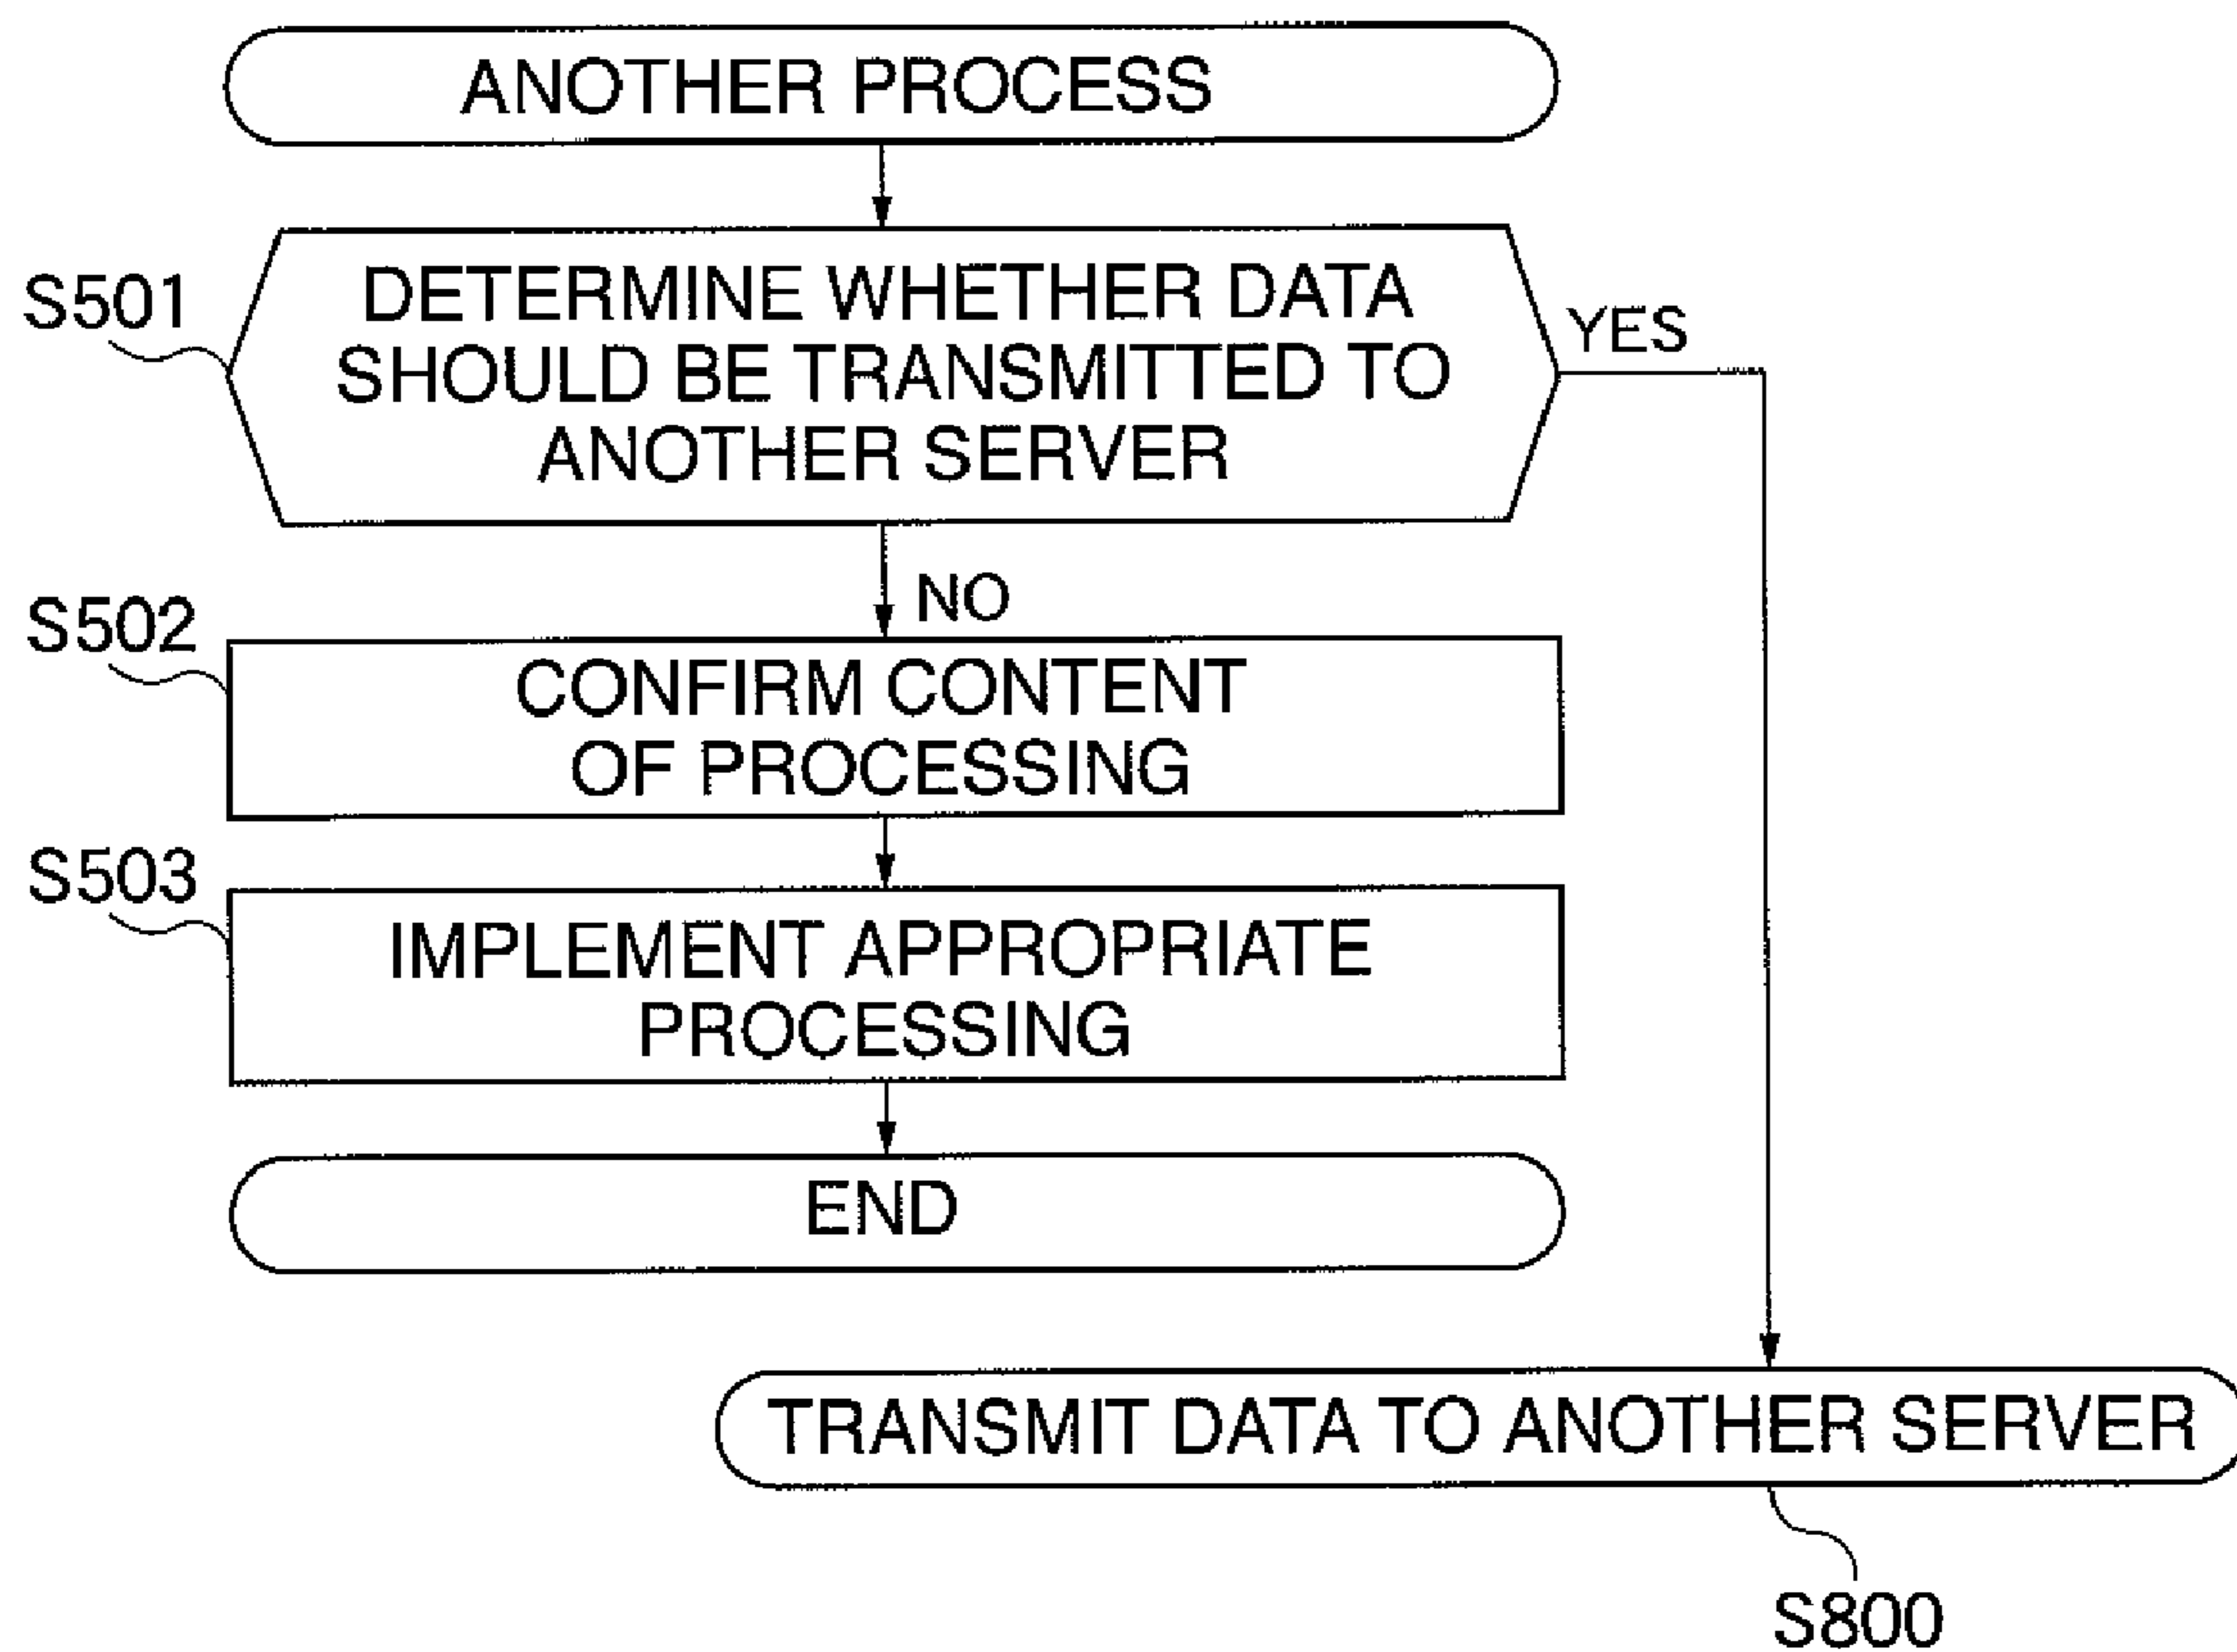 ANOTHER PROCESS
S501
DETERMINE WHETHER DATA
SHOULD BE TRANSMITTED TO
ANOTHER SERVER
YES
NO
S502
CONFIRM CONTENT
OF PROCESSING
S503
IMPLEMENT APPROPRIATE
PROCESSING
END
TRANSMIT DATA TO ANOTHER SERVER
S800